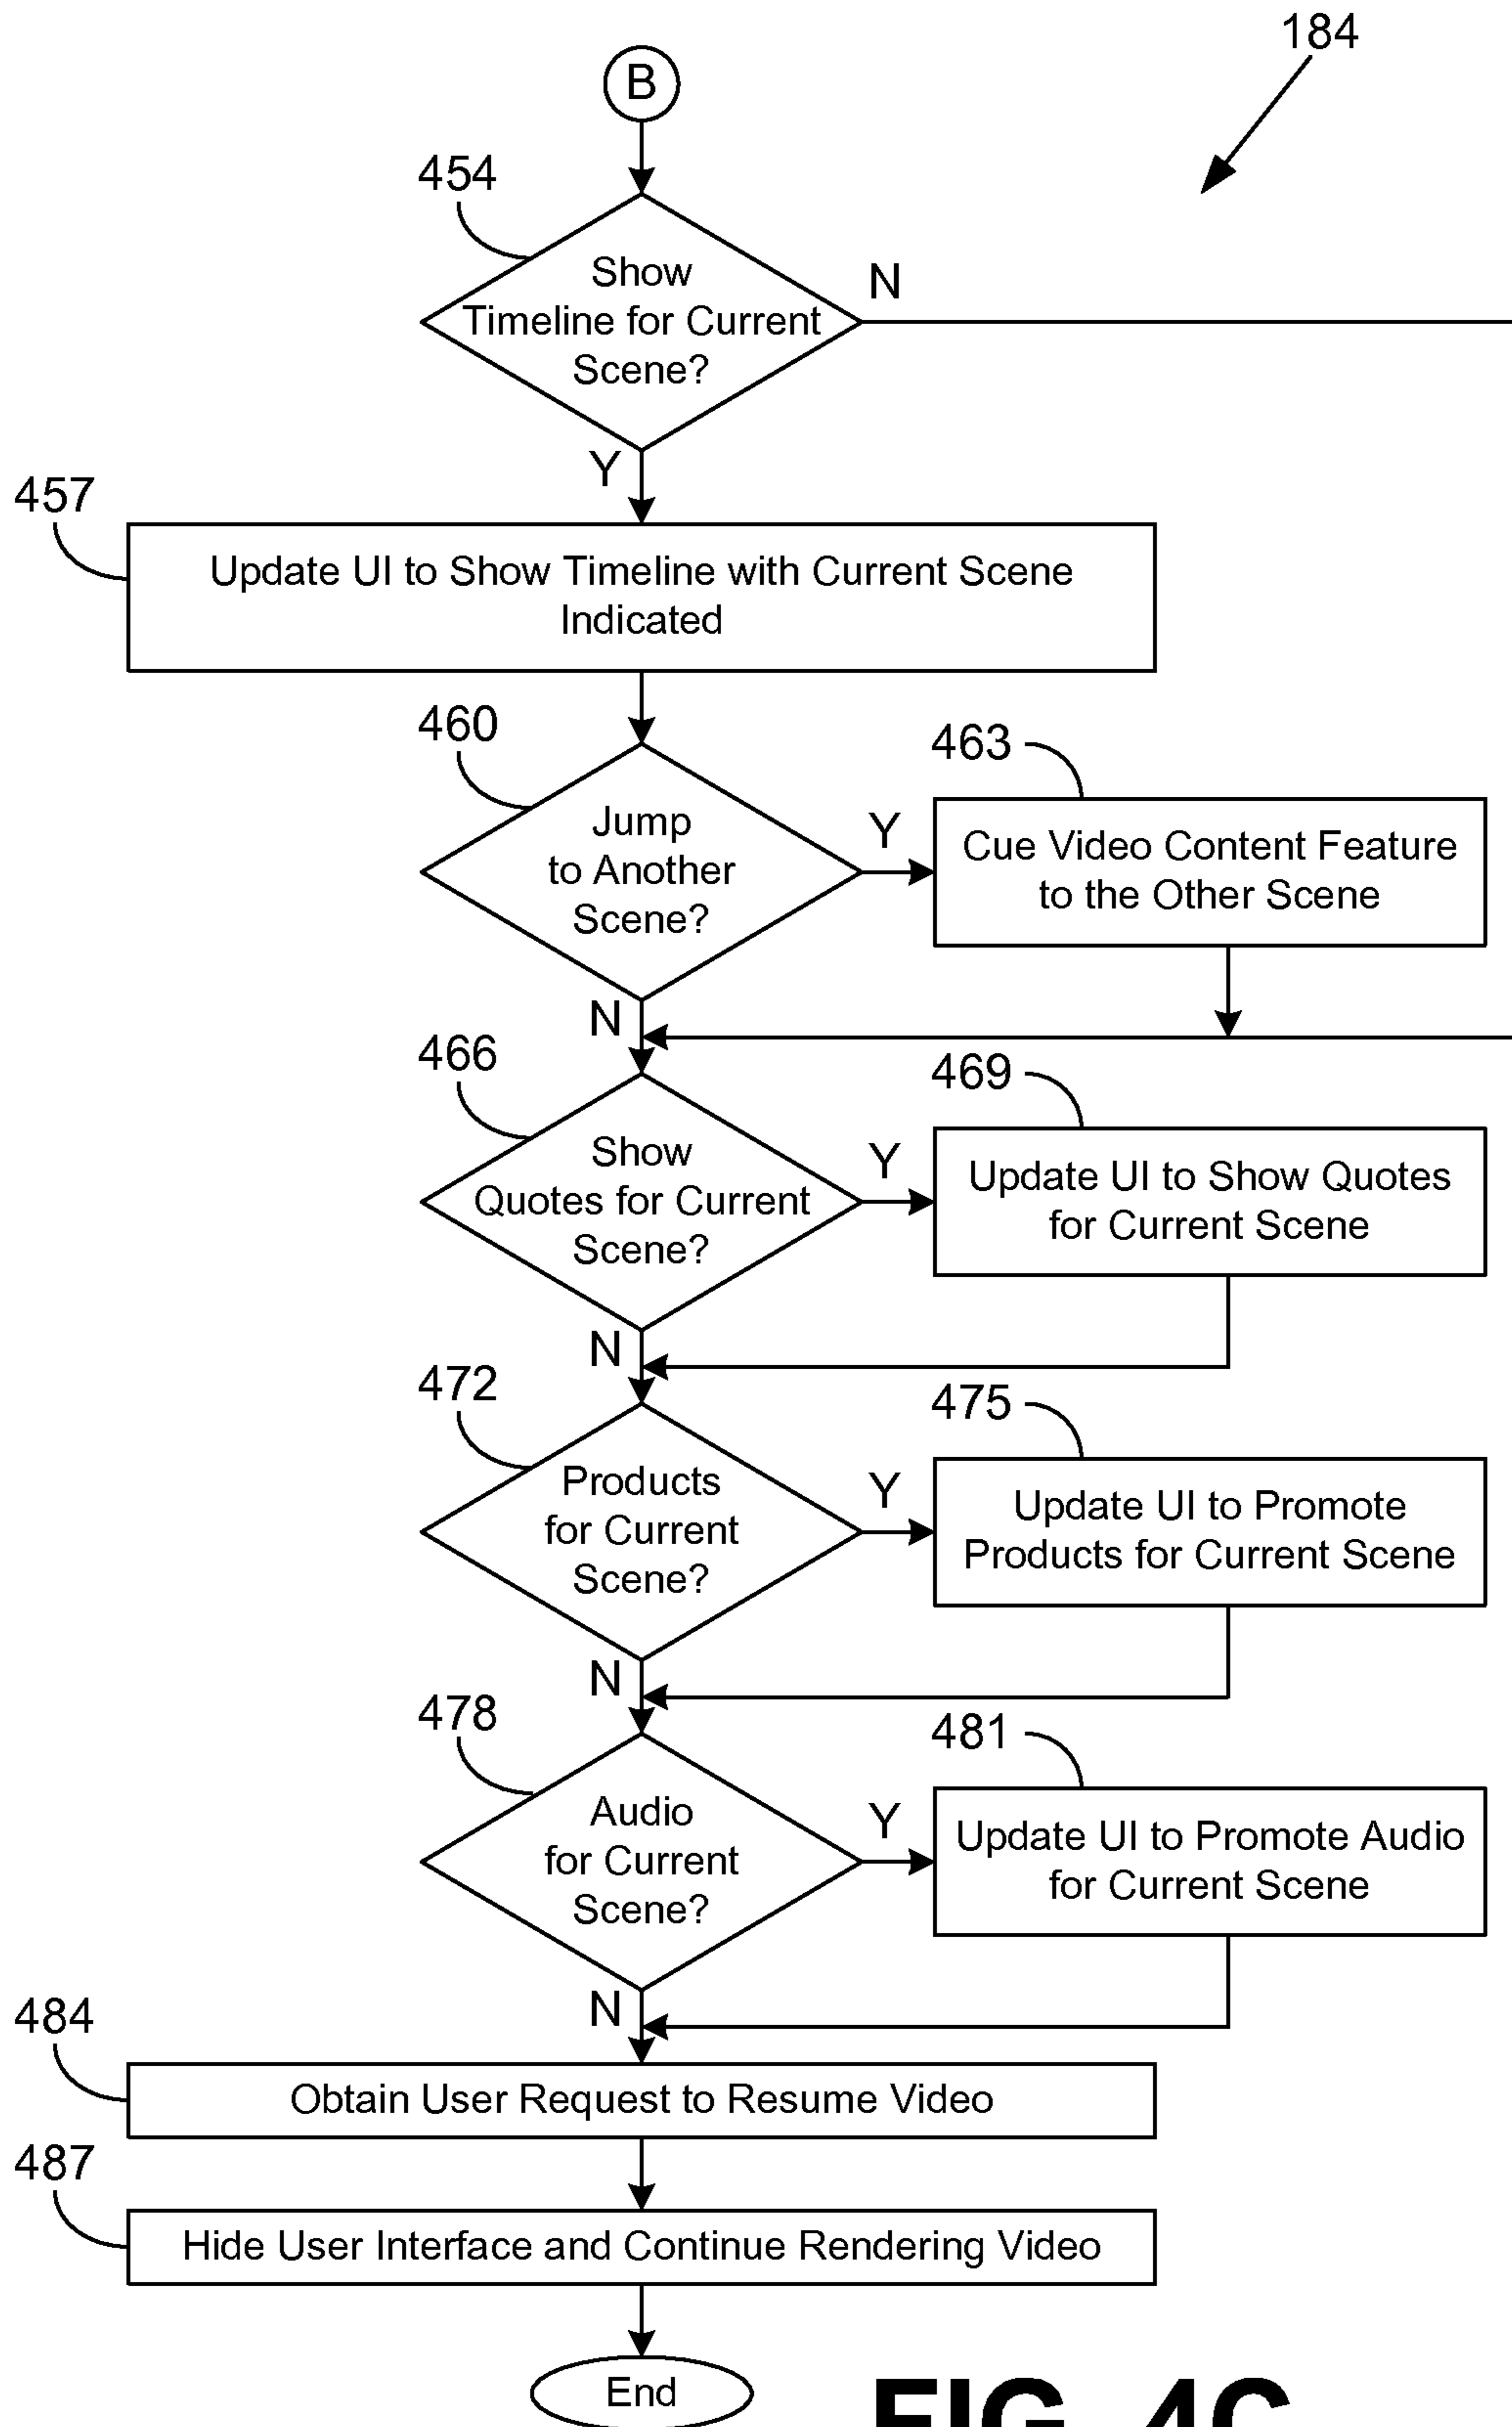 184
B
454
Show
Timeline for Current
Scene?
N
Y
457
Update UI to Show Timeline with Current Scene
Indicated
460
Jump
to Another
Scene?
Y
463
Cue Video Content Feature
to the Other Scene
N
466
Show
Quotes for Current
Scene?
Y
469
Update UI to Show Quotes
for Current Scene
N
472
Products
for Current
Scene?
Y
475
Update UI to Promote
Products for Current Scene
N
478
Audio
for Current
Scene?
Y
481
Update UI to Promote Audio
for Current Scene
N
484
Obtain User Request to Resume Video
487
Hide User Interface and Continue Rendering Video
End
FIG. 4C